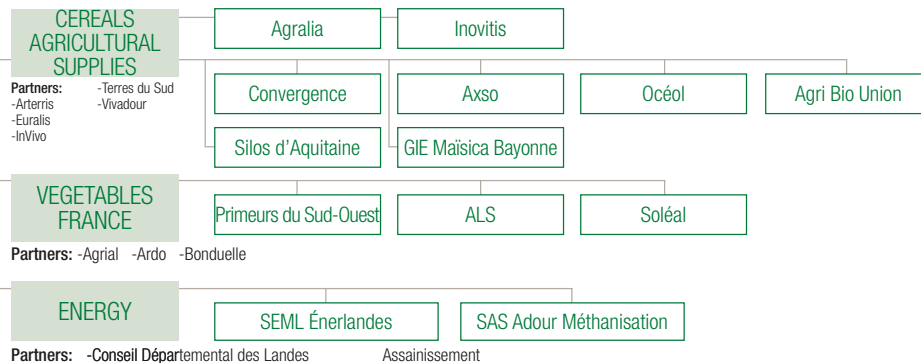 CEREALS
AGRICULTURAL
SUPPLIES
Agralia
Inovitis
Partners:
-Arterris
-Euralis
-InVivo
-Terres du Sud
-Vivadour
Convergence
Axso
Océol
Agri Bio Union
Silos d'Aquitaine
GIE Maïsica Bayonne
VEGETABLES
FRANCE
Primeurs du Sud-Ouest
ALS
Soléal
Partners: -Agrial -Ardo -Bonduelle
ENERGY
SEML Énerlandes
SAS Adour Méthanisation
Partners: -Conseil Départemental des Landes Assainissement